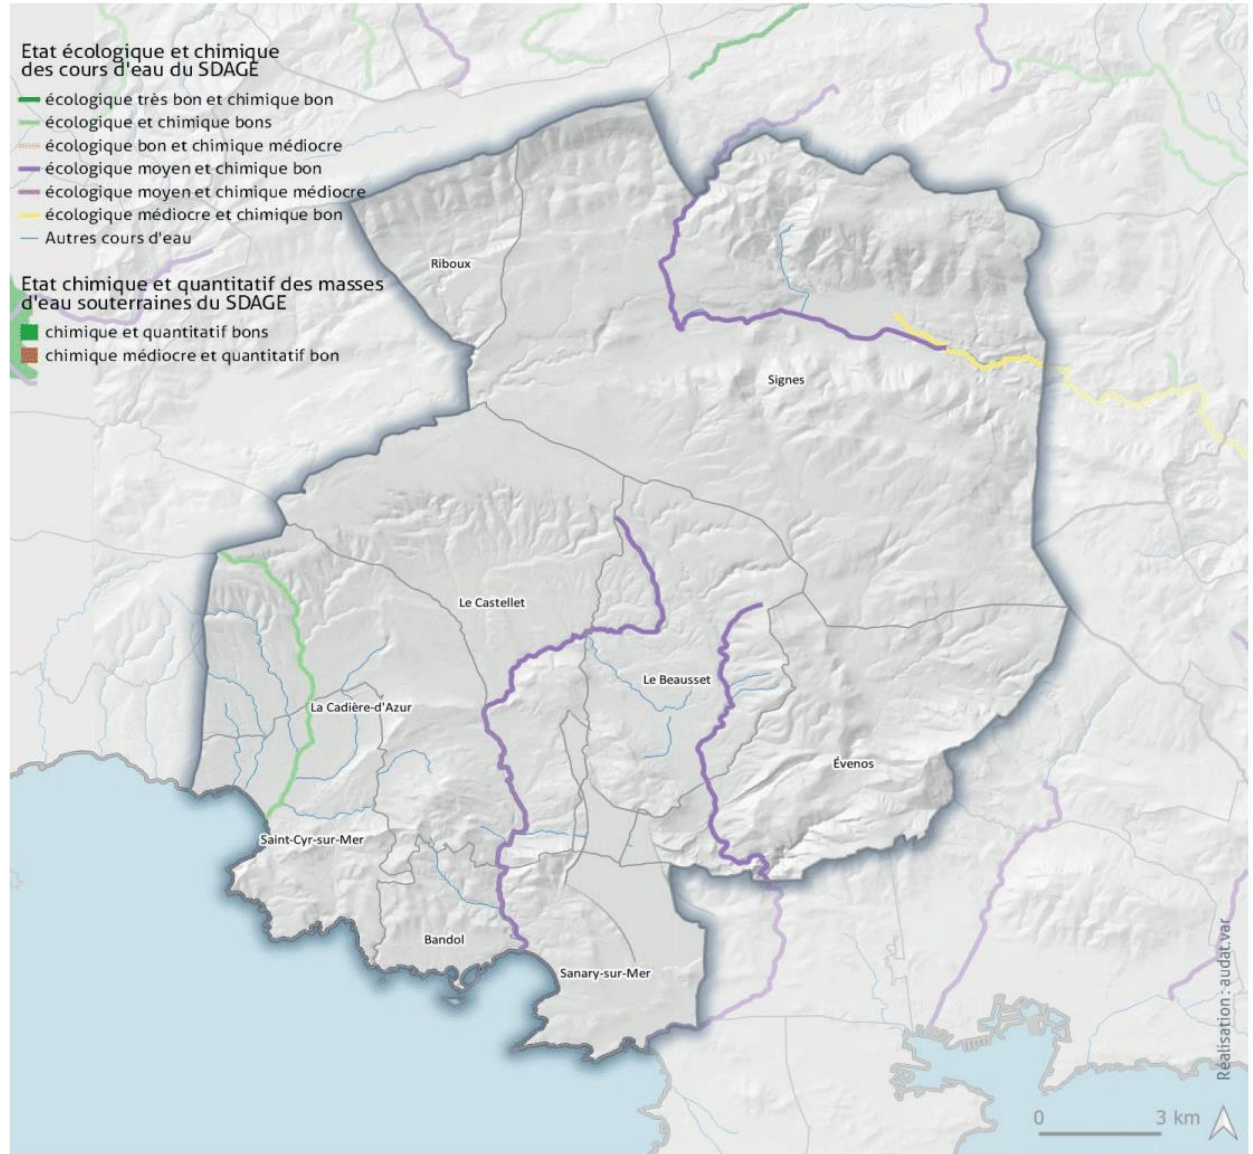 Etat écologique et chimique
des cours d'eau du SDAGE
écologique très bon et chimique bon
écologique et chimique bons
écologique bon et chimique médiocre
écologique moyen et chimique bon
écologique moyen et chimique médiocre
écologique médiocre et chimique bon
Autres cours d'eau
Etat chimique et quantitatif des masses
d'eau souterraines du SDAGE
chimique et quantitatif bons
chimique médiocre et quantitatif bon
Riboux
Signes
Le Castellet
Le Beausset
La Cadière-d'Azur
Évenos
Saint-Cyr-sur-Mer
Bandol
Sanary-sur-Mer
Réalisation : audat.var
0 3 km